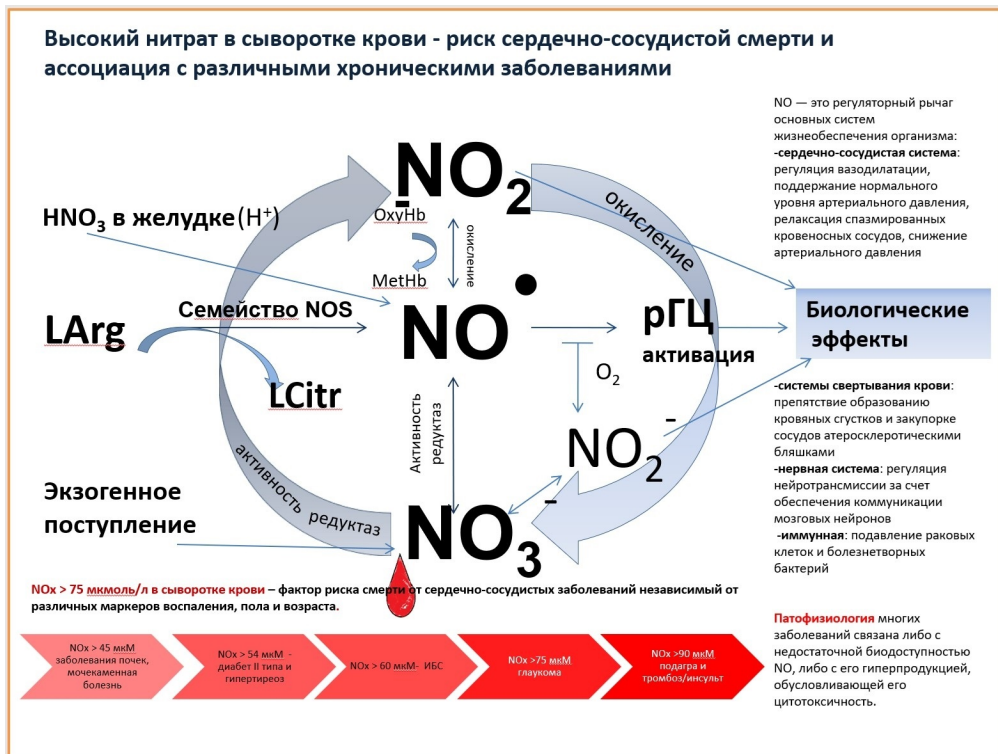 Высокий нитрат в сыворотке крови - риск сердечно-сосудистой смерти и
ассоциация с различными хроническими заболеваниями
NO — это регуляторный рычаг
основных систем
жизнеобеспечения организма:
-сердечно-сосудистая система:
регуляция вазодилатации,
поддержание нормального
уровня артериального давления,
релаксация спазмированных
кровеносных сосудов, снижение
артериального давления
NO2
окисление
HNO3 в желудке (H+)
OxyHb
окисление
MetHb
Семейство NOS
LArg
NO•
рГЦ
активация
Биологические
эффекты
LCitr
O2
Активность
редуктаз
NO2-
активность редуктаз
Экзогенное
поступление
NO3-
-системы свертывания крови:
препятствие образованию
кровяных сгустков и закупорке
сосудов атеросклеротическими
бляшками
-нервная система: регуляция
нейротрансмиссии за счет
обеспечения коммуникации
мозговых нейронов
-иммунная: подавление раковых
клеток и болезнетворных
бактерий
NOx > 75 мкмоль/л в сыворотке крови – фактор риска смерти от сердечно-сосудистых заболеваний независимый от
различных маркеров воспаления, пола и возраста.
NOx > 45 мкМ
заболевания почек,
мочекаменная
болезнь
NOx > 54 мкМ -
диабет II типа и
гипертиреоз
NOx > 60 мкМ- ИБС
NOx >75 мкМ
глаукома
NOx >90 мкМ
подагра и
тромбоз/инсульт
Патофизиология многих
заболеваний связана либо с
недостаточной биодоступностью
NO, либо с его гиперпродукцией,
обусловливающей его
цитотоксичность.